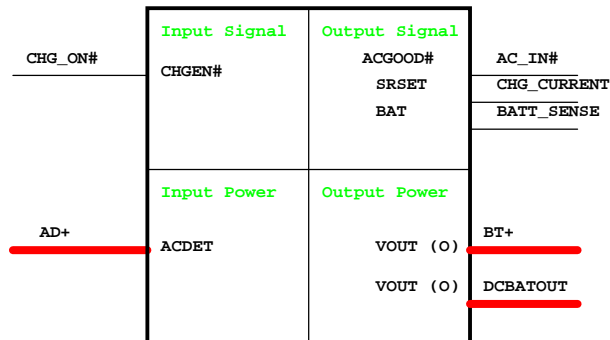 Input Signal Output Signal
CHG_ON# ACGOOD# AC_IN#
CHGEN# SRSET CHG_CURRENT
BAT BATT_SENSE
Input Power Output Power
AD+ BT+
ACDET VOUT (O)
VOUT (O) DCBATOUT